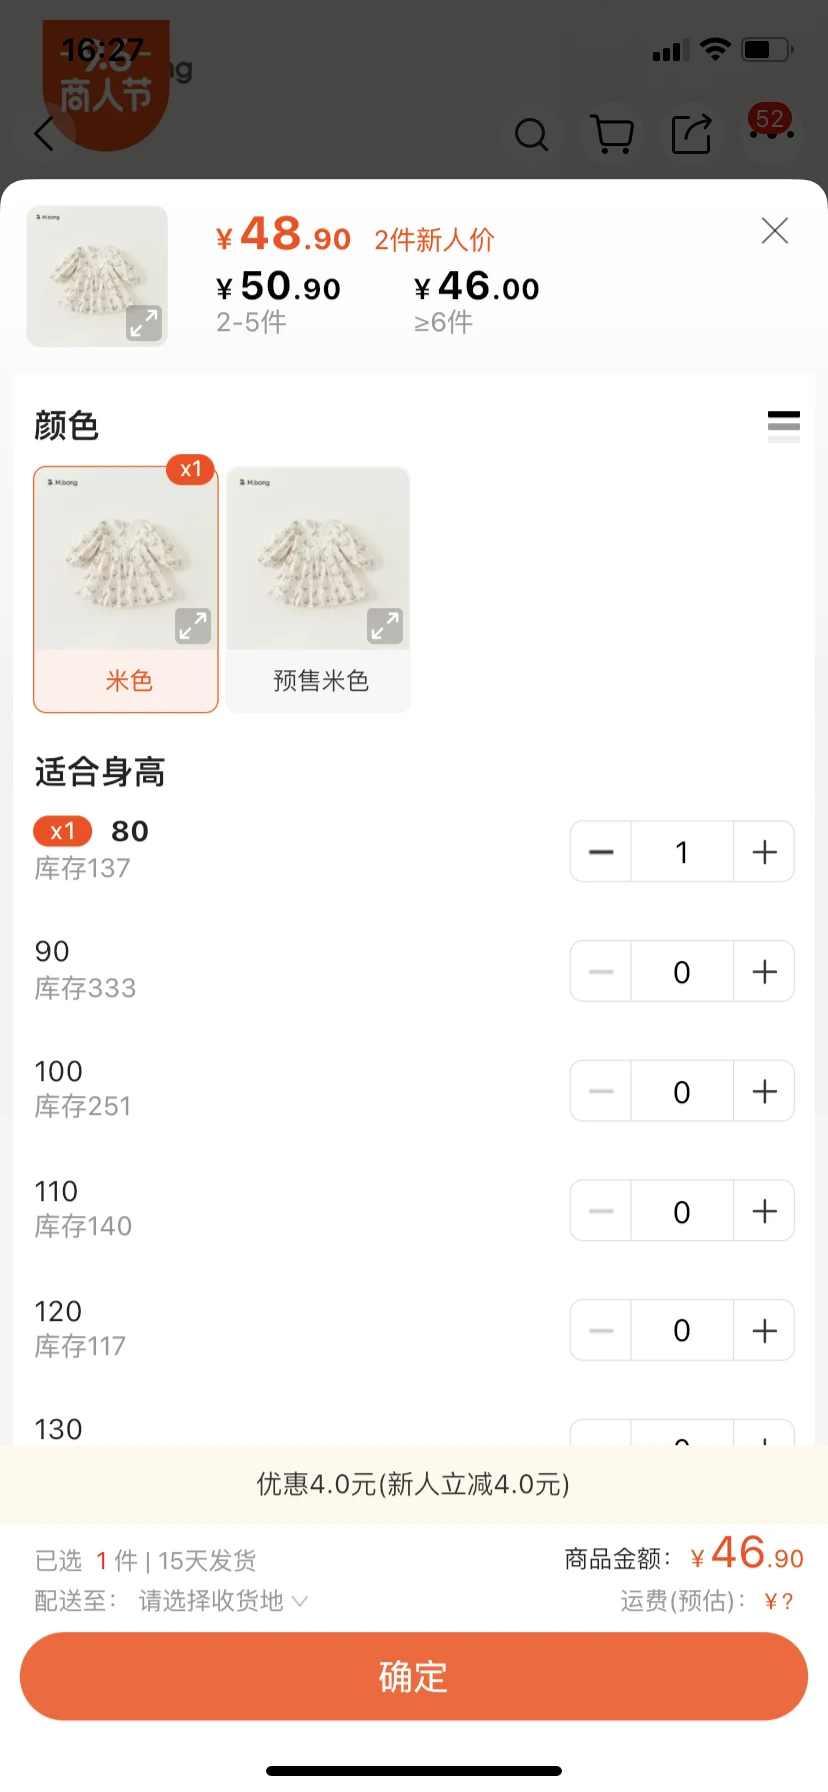 16:27
9.8
商人节
ng
52
M.bang
¥48.90 2件新人价
¥50.90 ¥46.00
2-5件 ≥6件
颜色
x1
M.bang
M.bang
米色
预售米色
适合身高
x1 80
库存137
1
90
库存333
0
100
库存251
0
110
库存140
0
120
库存117
0
130
优惠4.0元(新人立减4.0元)
已选 1 件 | 15天发货
商品金额: ¥46.90
配送至: 请选择收货地
运费(预估): ¥?
确定